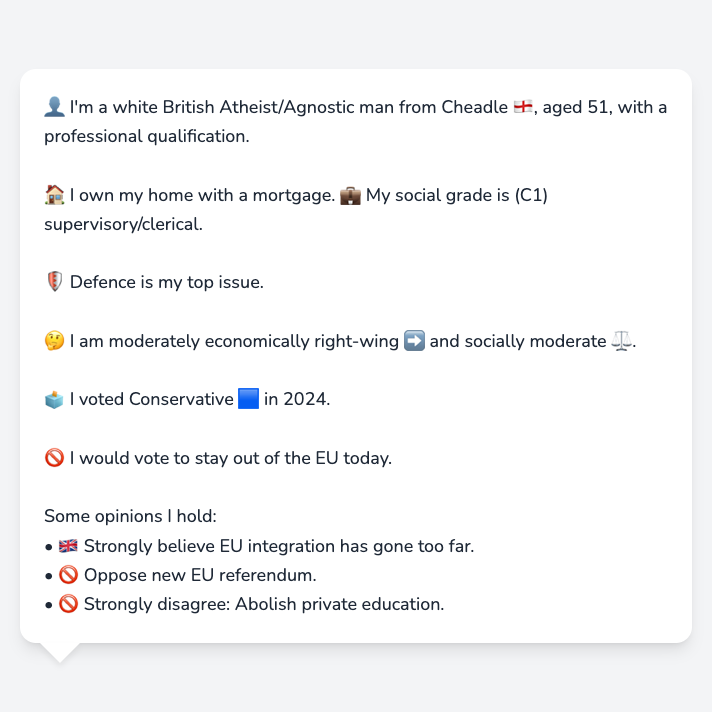 👤 I'm a white British Atheist/Agnostic man from Cheadle 🏴󠁧󠁢󠁥󠁮󠁧󠁿, aged 51, with a
professional qualification.
🏠 I own my home with a mortgage. 💼 My social grade is (C1)
supervisory/clerical.
🛡️ Defence is my top issue.
🤔 I am moderately economically right-wing ➡️ and socially moderate ⚖️.
🗳️ I voted Conservative 🟦 in 2024.
🚫 I would vote to stay out of the EU today.
Some opinions I hold:
• 🇬🇧 Strongly believe EU integration has gone too far.
• 🚫 Oppose new EU referendum.
• 🚫 Strongly disagree: Abolish private education.